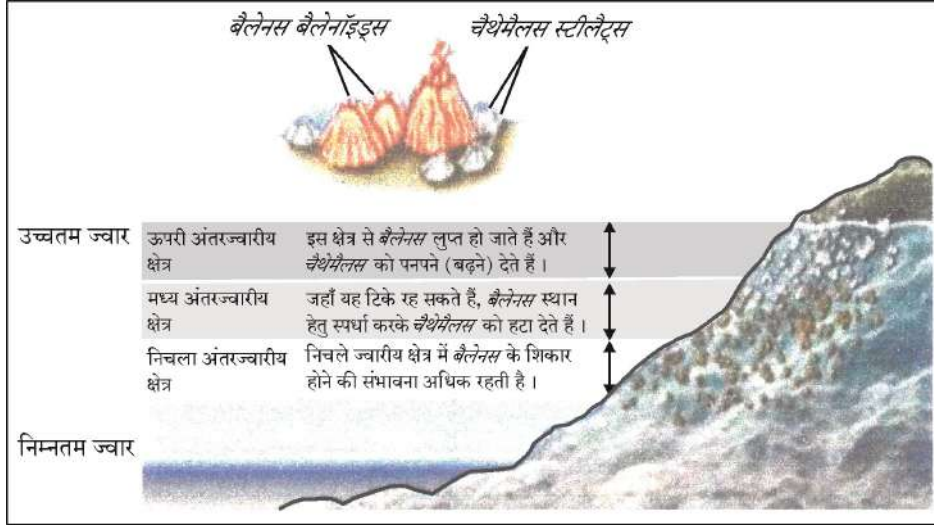 बैलेनस बैलेनॉइड्स
चैथेमैलस स्टीलैट्स
उच्चतम ज्वार
ऊपरी अंतरज्वारीय
क्षेत्र
इस क्षेत्र से बैलेनस लुप्त हो जाते हैं और
चैथेमैलस को पनपने (बढ़ने) देते हैं ।
मध्य अंतरज्वारीय
क्षेत्र
जहाँ यह टिके रह सकते हैं, बैलेनस स्थान
हेतु स्पर्धा करके चैथेमैलस को हटा देते हैं ।
निचला अंतरज्वारीय
क्षेत्र
निचले ज्वारीय क्षेत्र में बैलेनस के शिकार
होने की संभावना अधिक रहती है ।
निम्नतम ज्वार